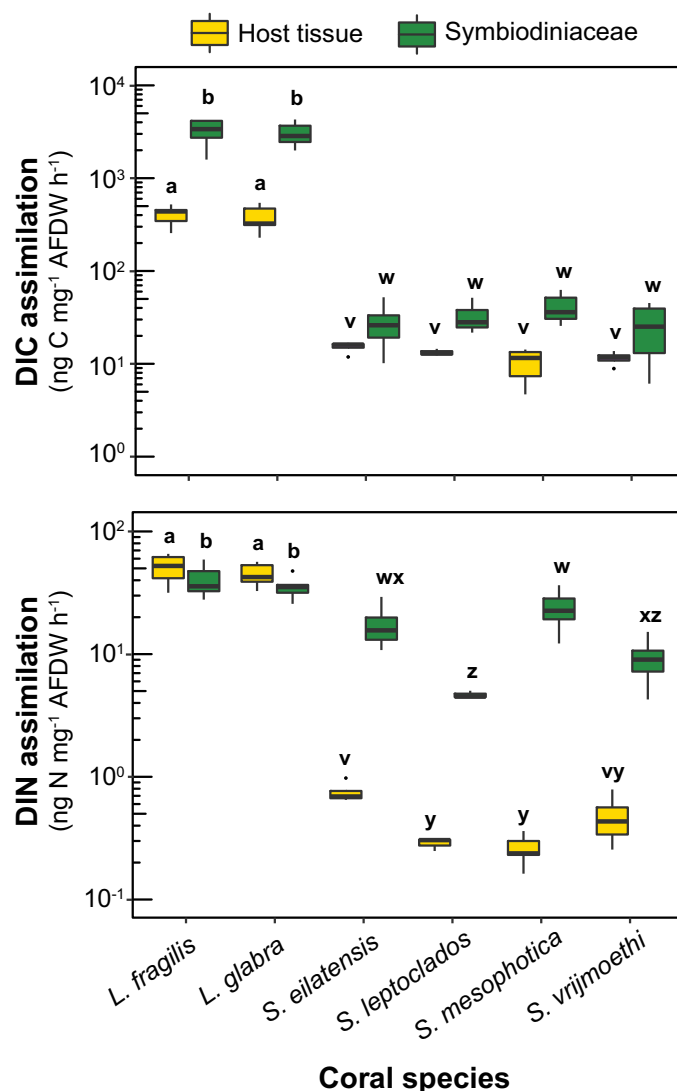 Host tissue Symbiodiniaceae
DIC assimilation
(ng C mg⁻¹ AFDW h⁻¹)
10⁴
10³
10²
10¹
10⁰
a b a b v w v w v w v w
DIN assimilation
(ng N mg⁻¹ AFDW h⁻¹)
10²
10¹
10⁰
10⁻¹
a b a b v wx y z y w vy xz
L. fragilis
L. glabra
S. eilatensis
S. leptoclados
S. mesophotica
S. vrijmoethi
Coral species